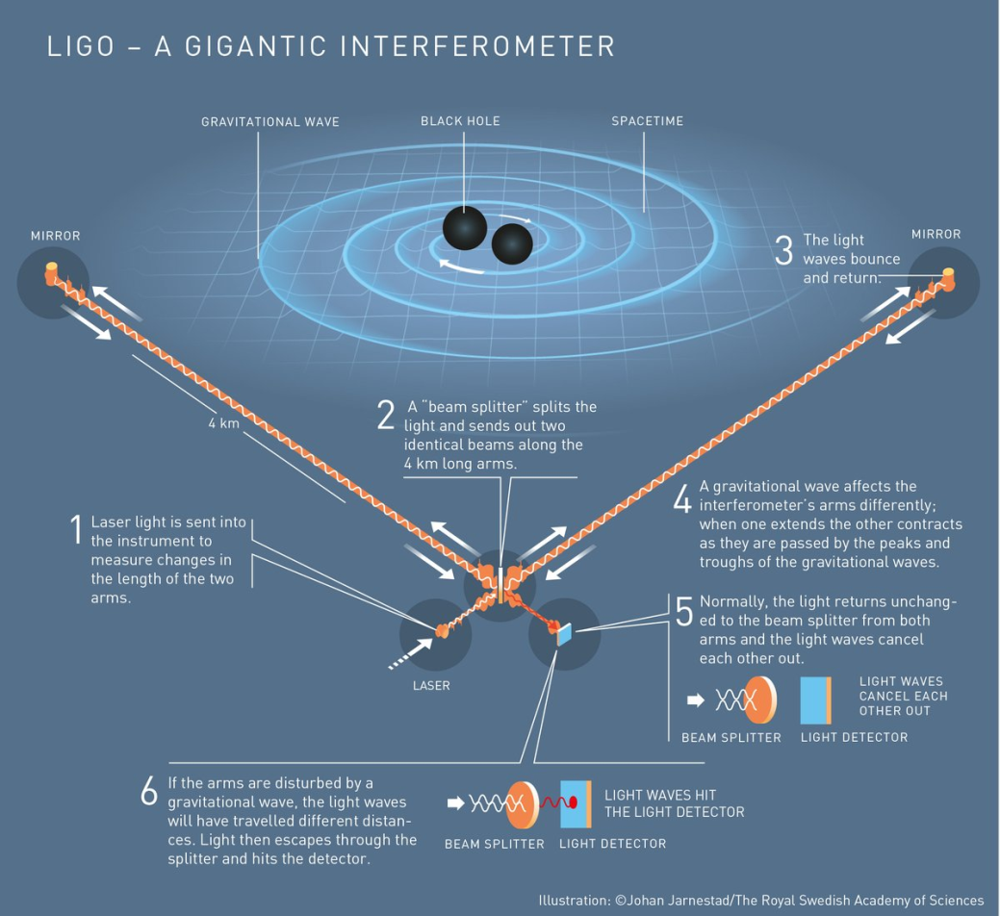 LIGO – A GIGANTIC INTERFEROMETER
GRAVITATIONAL WAVE
BLACK HOLE
SPACETIME
MIRROR
3 The light
waves bounce
and return.
MIRROR
4 km
2 A “beam splitter” splits the
light and sends out two
identical beams along the
4 km long arms.
1 Laser light is sent into
the instrument to
measure changes in
the length of the two
arms.
4 A gravitational wave affects the
interferometer’s arms differently;
when one extends the other contracts
as they are passed by the peaks and
troughs of the gravitational waves.
5 Normally, the light returns unchang-
ed to the beam splitter from both
arms and the light waves cancel
each other out.
LIGHT WAVES
CANCEL EACH
OTHER OUT
BEAM SPLITTER
LIGHT DETECTOR
LASER
6 If the arms are disturbed by a
gravitational wave, the light waves
will have travelled different distan-
ces. Light then escapes through the
splitter and hits the detector.
LIGHT WAVES HIT
THE LIGHT DETECTOR
BEAM SPLITTER
LIGHT DETECTOR
Illustration: ©Johan Jarnestad/The Royal Swedish Academy of Sciences